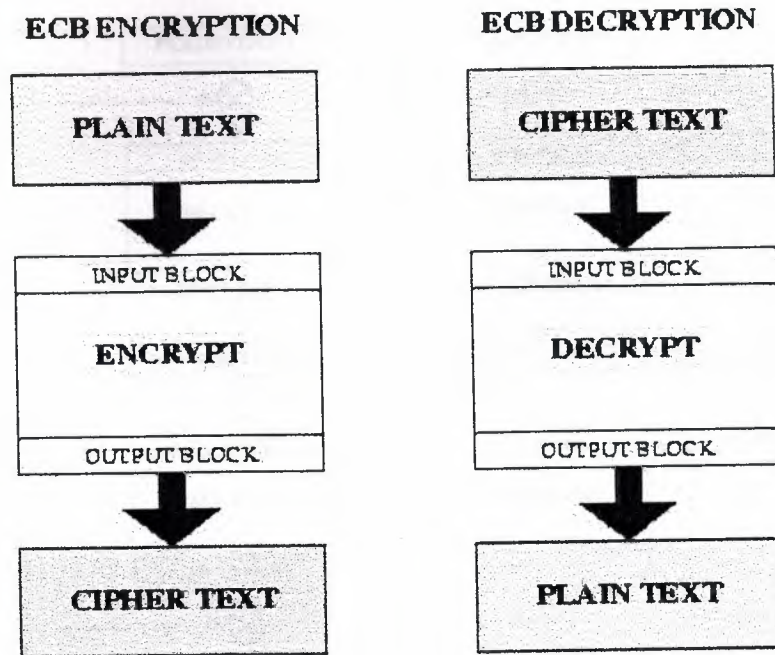 ECB ENCRYPTION
PLAIN TEXT
INPUT BLOCK
ENCRYPT
OUTPUT BLOCK
CIPHER TEXT
ECB DECRYPTION
CIPHER TEXT
INPUT BLOCK
DECRYPT
OUTPUT BLOCK
PLAIN TEXT